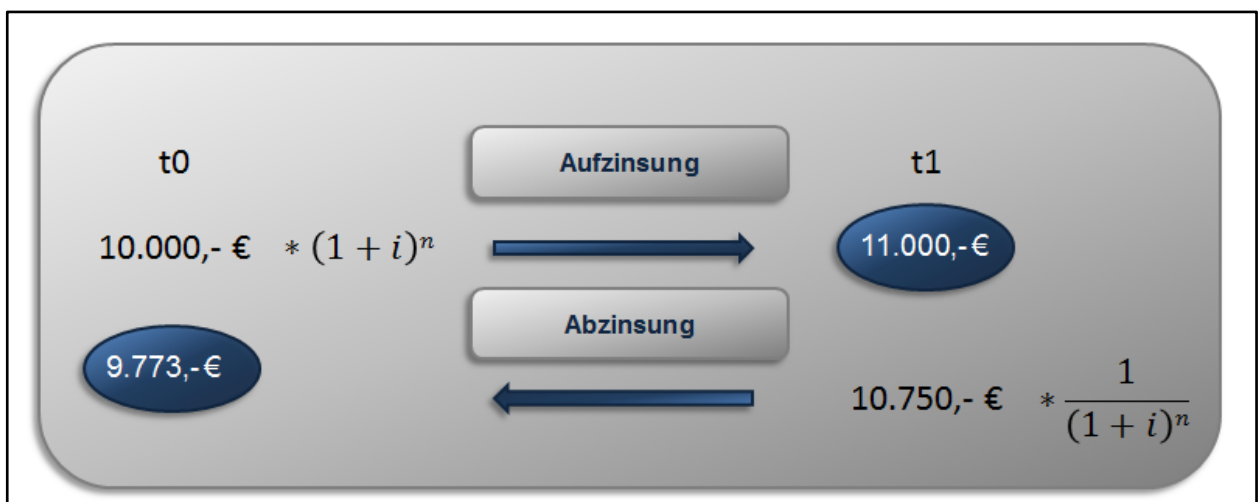 t0 Aufzinsung t1
10.000,- € * (1 + i)ⁿ 11.000,- €
Abzinsung
9.773,- €
10.750,- € * 1/(1 + i)ⁿ